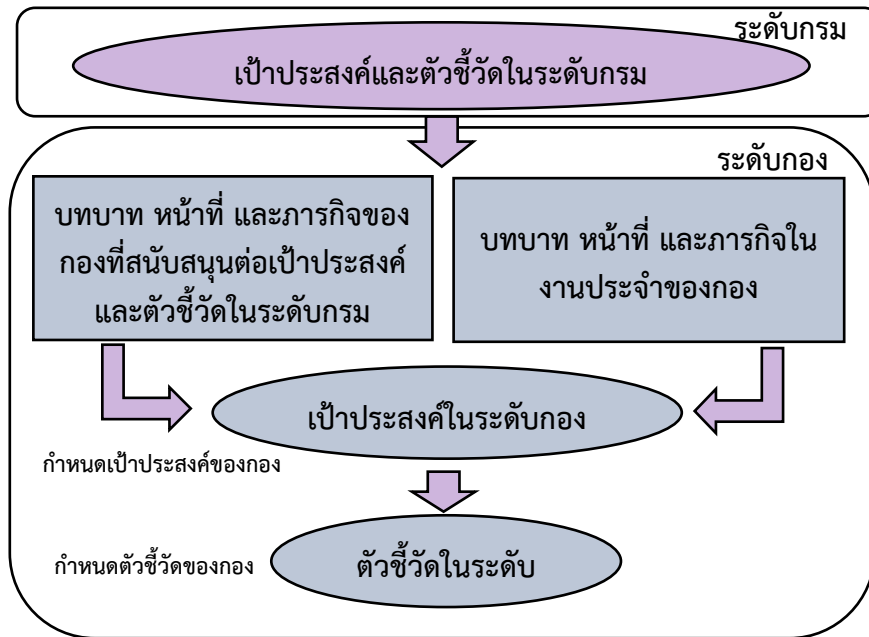 ระดับกรม
เป้าประสงค์และตัวชี้วัดในระดับกรม
ระดับกอง
บทบาท หน้าที่ และภารกิจของ
กองที่สนับสนุนต่อเป้าประสงค์
และตัวชี้วัดในระดับกรม
บทบาท หน้าที่ และภารกิจใน
งานประจำของกอง
เป้าประสงค์ในระดับกอง
กำหนดเป้าประสงค์ของกอง
ตัวชี้วัดในระดับ
กำหนดตัวชี้วัดของกอง